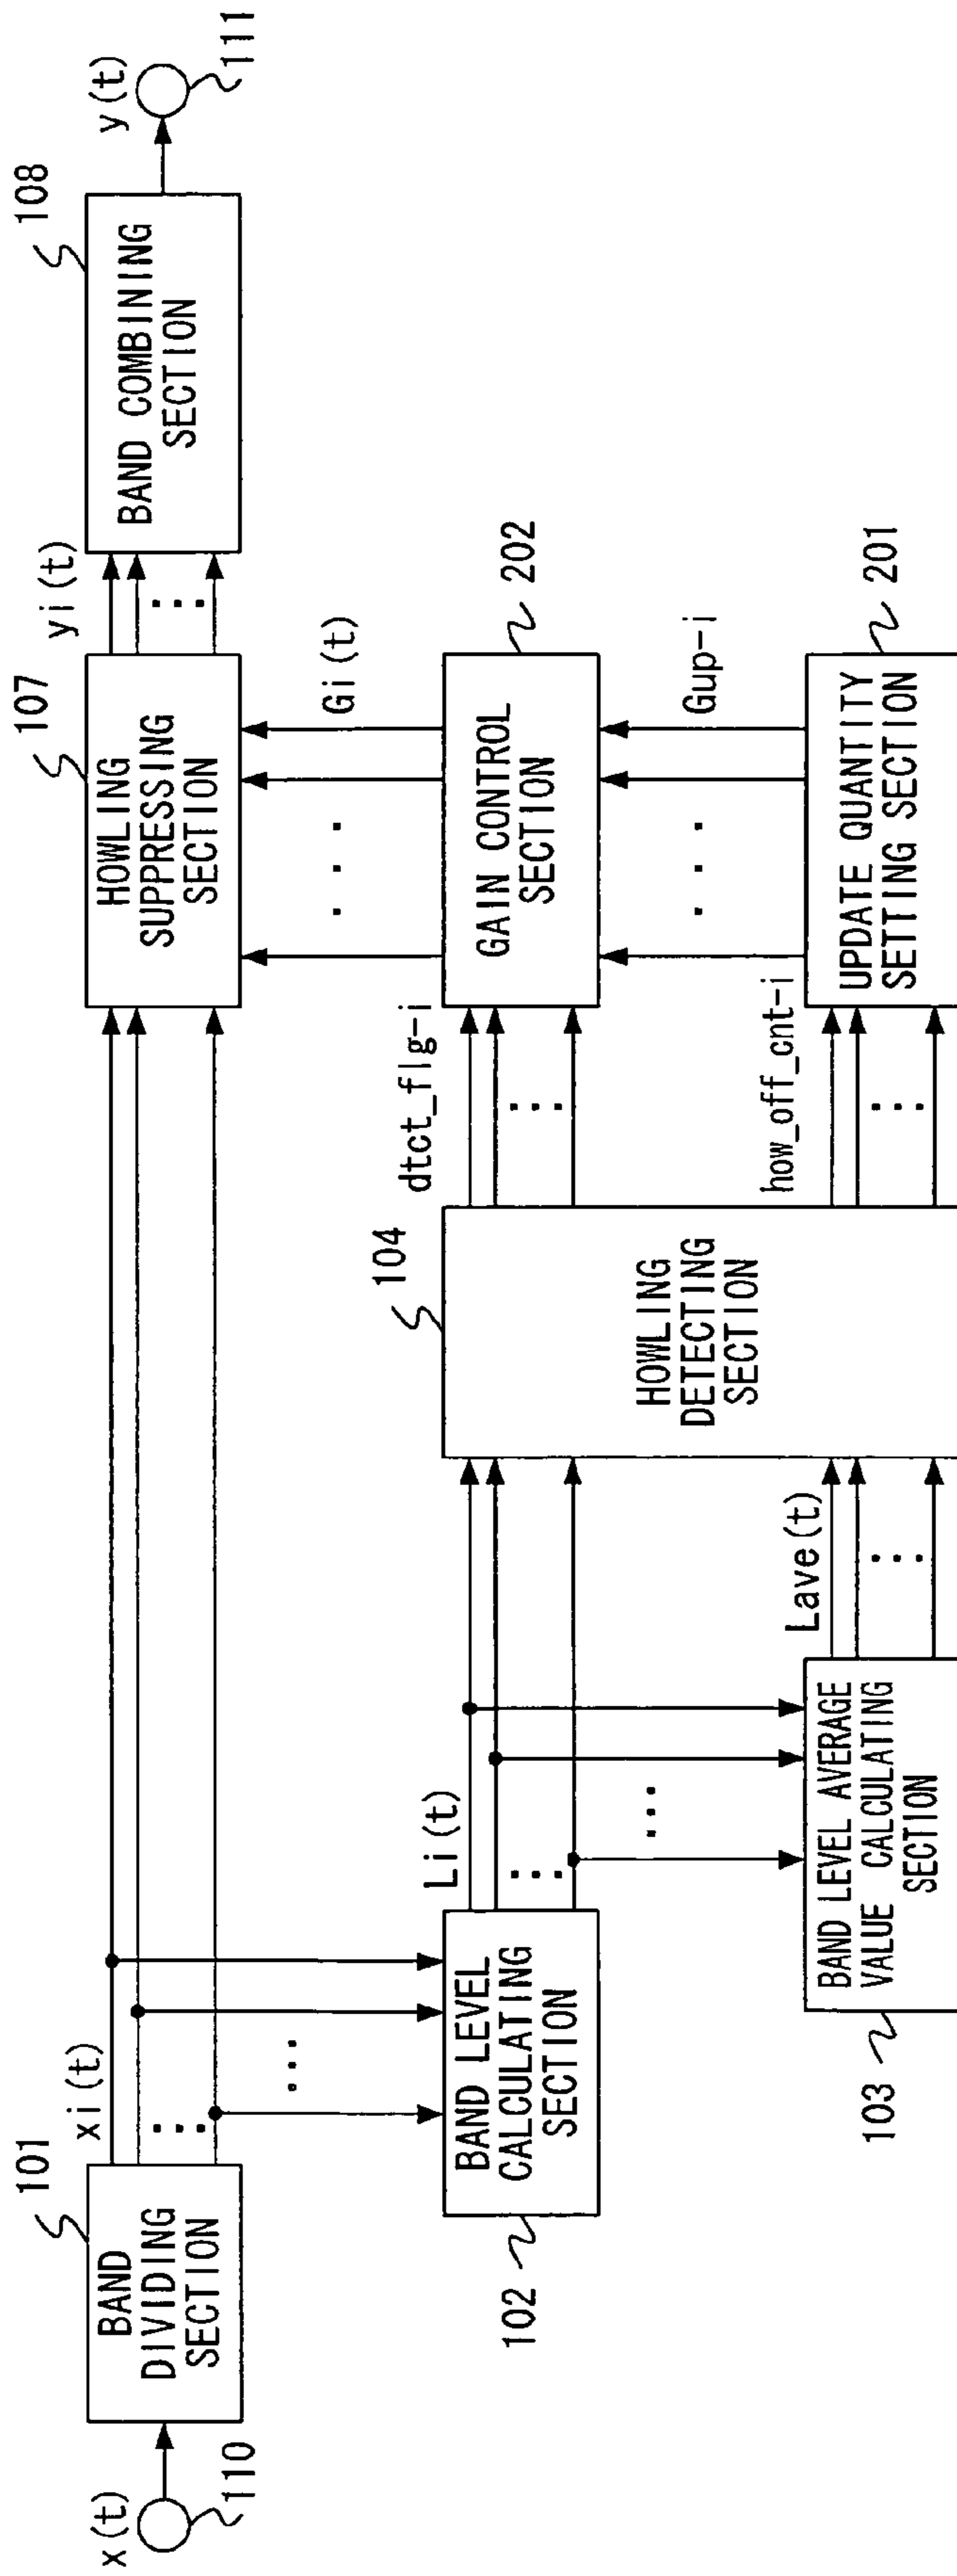 x(t)
110
101
BAND
DIVIDING
SECTION
xi(t)
107
HOWLING
SUPPRESSING
SECTION
yi(t)
108
BAND COMBINING
SECTION
y(t)
111
102
BAND LEVEL
CALCULATING
SECTION
Li(t)
104
HOWLING
DETECTING
SECTION
dtct_flg-i
GAIN CONTROL
SECTION
202
Gi(t)
103
BAND LEVEL AVERAGE
VALUE CALCULATING
SECTION
Lave(t)
how_off_cnt-i
UPDATE QUANTITY
SETTING SECTION
201
Gup-i